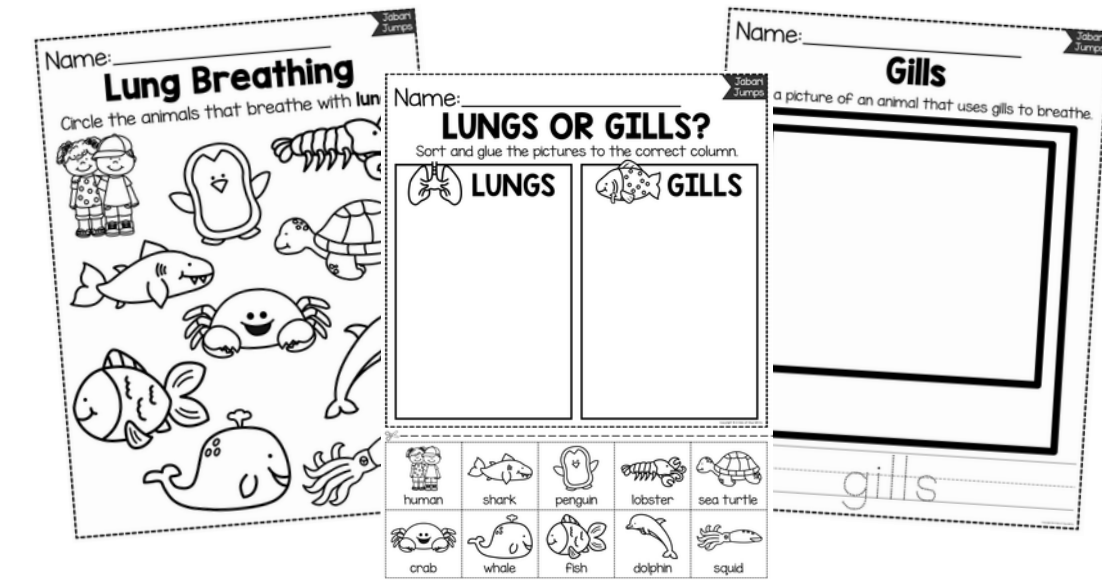 Jabari
Jumps
Name:
Lung Breathing
Circle the animals that breathe with lun
Jabari
Jumps
Name:
LUNGS OR GILLS?
Sort and glue the pictures to the correct column.
LUNGS
GILLS
human shark penguin lobster sea turtle
crab whale fish dolphin squid
Jabari
Jumps
Name:
Gills
a picture of an animal that uses gills to breathe.
gills